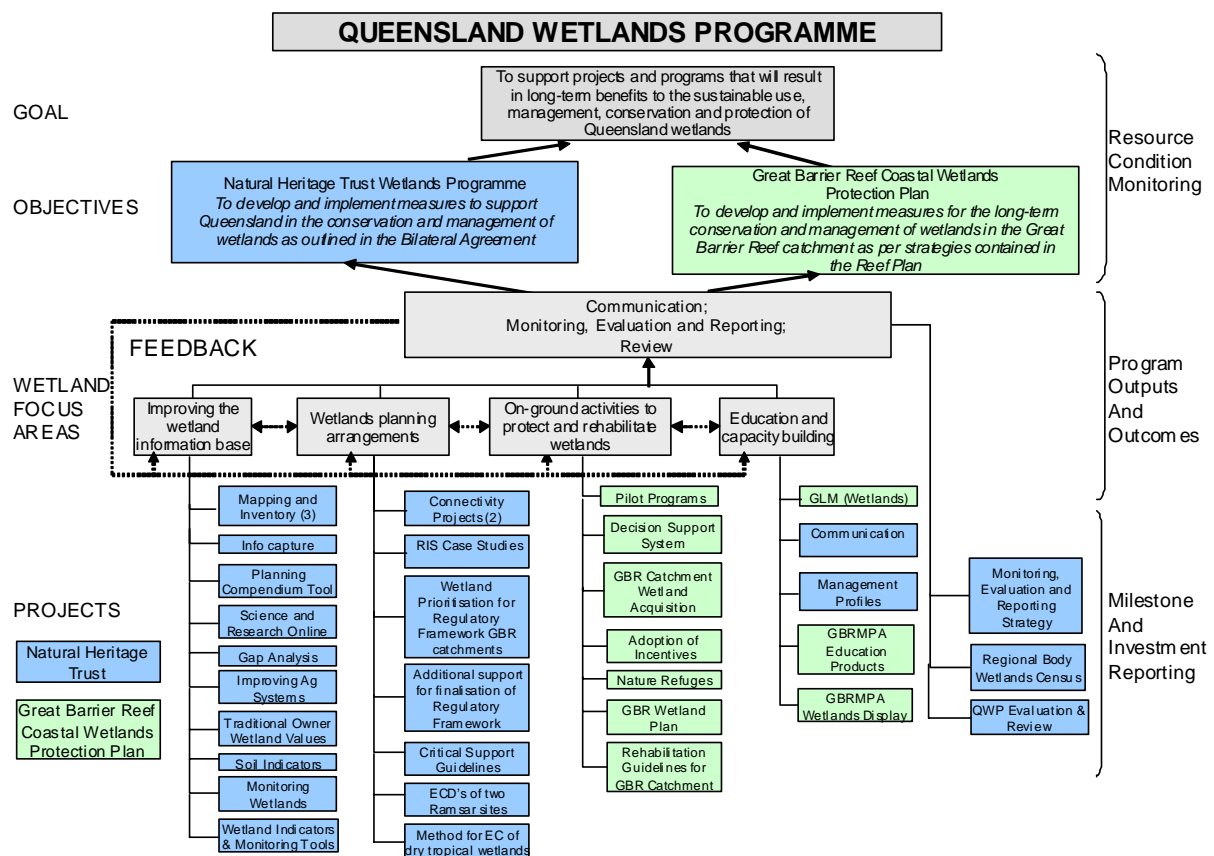 QUEENSLAND WETLANDS PROGRAMME
GOAL
To support projects and programs that will result
in long-term benefits to the sustainable use,
management, conservation and protection of
Queensland wetlands
Resource
Condition
Monitoring
OBJECTIVES
Natural Heritage Trust Wetlands Programme
To develop and implement measures to support
Queensland in the conservation and management of
wetlands as outlined in the Bilateral Agreement
Great Barrier Reef Coastal Wetlands
Protection Plan
To develop and implement measures for the long-term
conservation and management of wetlands in the Great
Barrier Reef catchment as per strategies contained in
the Reef Plan
Communication;
Monitoring, Evaluation and Reporting;
Review
FEEDBACK
Program
Outputs
And
Outcomes
WETLAND
FOCUS
AREAS
Improving the
wetland
information base
Wetlands planning
arrangements
On-ground activities to
protect and rehabilitate
wetlands
Education and
capacity building
PROJECTS
Natural Heritage
Trust
Great Barrier Reef
Coastal Wetlands
Protection Plan
Mapping and
Inventory (3)
Info capture
Planning
Compendium Tool
Science and
Research Online
Gap Analysis
Improving Ag
Systems
Traditional Owner
Wetland Values
Soil Indicators
Monitoring
Wetlands
Wetland Indicators
& Monitoring Tools
Connectivity
Projects (2)
RIS Case Studies
Wetland
Prioritisation for
Regulatory
Framework GBR
catchments
Additional support
for finalisation of
Regulatory
Framework
Critical Support
Guidelines
ECD's of two
Ramsar sites
Method for EC of
dry tropical wetlands
Pilot Programs
Decision Support
System
GBR Catchment
Wetland
Acquisition
Adoption of
Incentives
Nature Refuges
GBR Wetland
Plan
Rehabilitation
Guidelines for
GBR Catchment
GLM (Wetlands)
Communication
Management
Profiles
GBRMPA
Education
Products
GBRMPA
Wetlands Display
Monitoring,
Evaluation and
Reporting
Strategy
Regional Body
Wetlands Census
QWP Evaluation &
Review
Milestone
And
Investment
Reporting